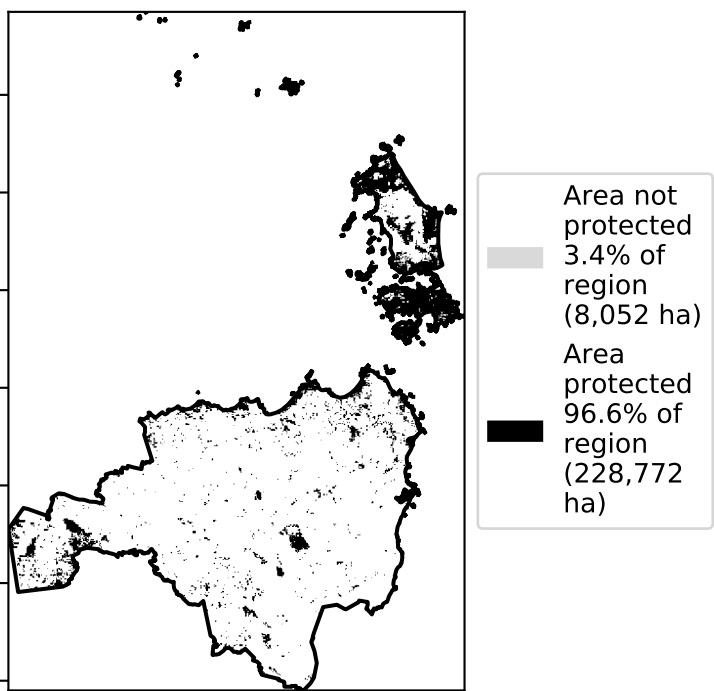 Area not
protected
3.4% of
region
(8,052 ha)
Area
protected
96.6% of
region
(228,772
ha)